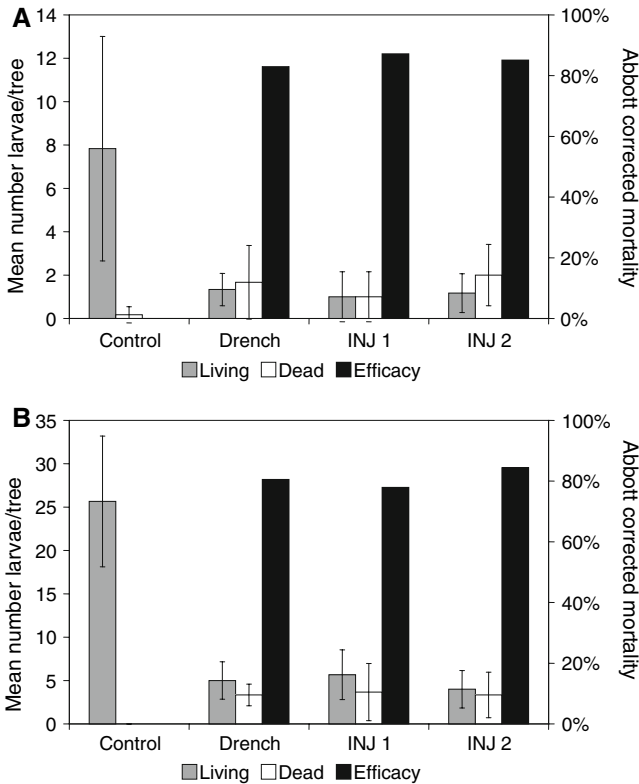 A
14
12
10
8
6
4
2
0
Mean number larvae/tree
100%
80%
60%
40%
20%
0%
Abbott corrected mortality
Control Drench INJ 1 INJ 2
Living Dead Efficacy
B
35
30
25
20
15
10
5
0
Mean number larvae/tree
100%
80%
60%
40%
20%
0%
Abbott corrected mortality
Control Drench INJ 1 INJ 2
Living Dead Efficacy